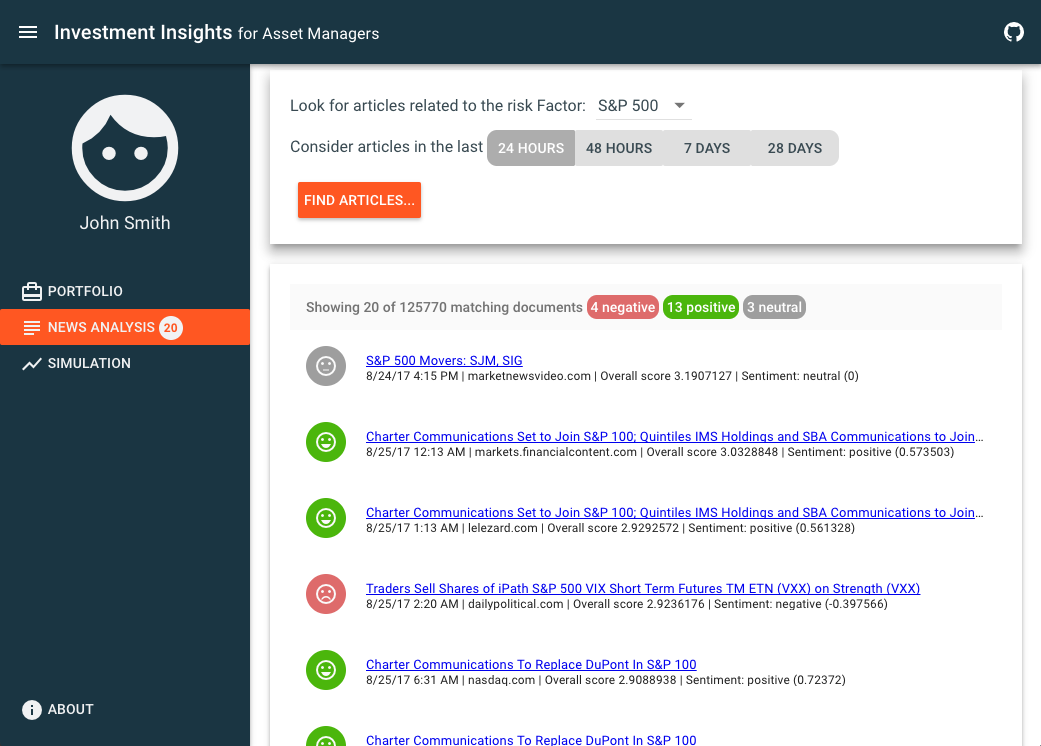 Investment Insights for Asset Managers
John Smith
PORTFOLIO
NEWS ANALYSIS 20
SIMULATION
ABOUT
Look for articles related to the risk Factor: S&P 500
Consider articles in the last 24 HOURS 48 HOURS 7 DAYS 28 DAYS
FIND ARTICLES...
Showing 20 of 125770 matching documents 4 negative 13 positive 3 neutral
S&P 500 Movers: SJM, SIG
8/24/17 4:15 PM | marketnewsvideo.com | Overall score 3.1907127 | Sentiment: neutral (0)
Charter Communications Set to Join S&P 100; Quintiles IMS Holdings and SBA Communications to Join...
8/25/17 12:13 AM | markets.financialcontent.com | Overall score 3.0328848 | Sentiment: positive (0.573503)
Charter Communications Set to Join S&P 100; Quintiles IMS Holdings and SBA Communications to Join...
8/25/17 1:13 AM | lelezard.com | Overall score 2.9292572 | Sentiment: positive (0.561328)
Traders Sell Shares of iPath S&P 500 VIX Short Term Futures TM ETN (VXX) on Strength (VXX)
8/25/17 2:20 AM | dailypolitical.com | Overall score 2.9236176 | Sentiment: negative (-0.397566)
Charter Communications To Replace DuPont In S&P 100
8/25/17 6:31 AM | nasdaq.com | Overall score 2.9088938 | Sentiment: positive (0.72372)
Charter Communications To Replace DuPont In S&P 100